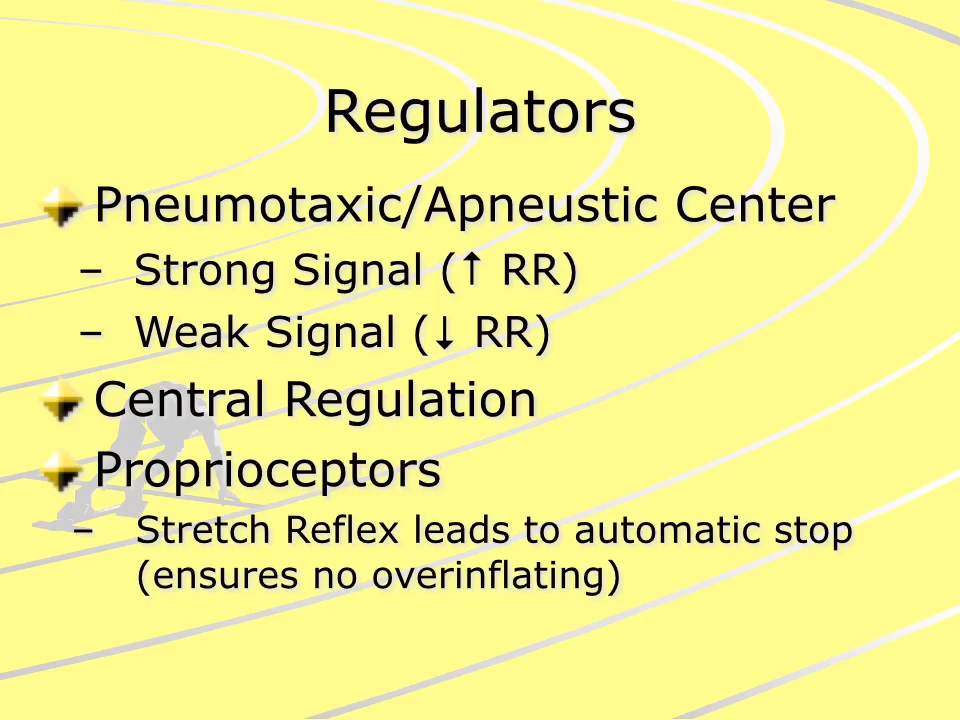 Regulators
Pneumotaxic/Apneustic Center
– Strong Signal (↑ RR)
– Weak Signal (↓ RR)
Central Regulation
Proprioceptors
– Stretch Reflex leads to automatic stop
(ensures no overinflating)